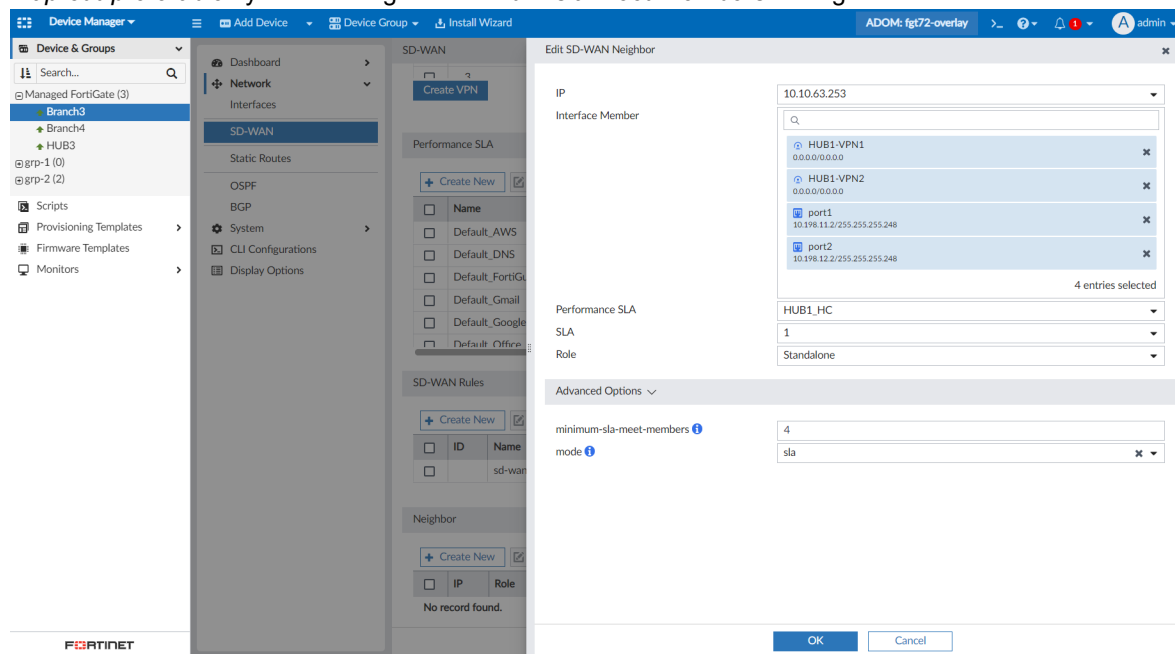 Device Manager
Add Device
Device Group
Install Wizard
ADOM: fgt72-overlay
>_
1
A admin
Device & Groups
Search...
Managed FortiGate (3)
Branch3
Branch4
HUB3
grp-1 (0)
grp-2 (2)
Scripts
Provisioning Templates
Firmware Templates
Monitors
FORTINET
Dashboard
Network
Interfaces
SD-WAN
Static Routes
OSPF
BGP
System
CLI Configurations
Display Options
SD-WAN
3
Create VPN
Performance SLA
+ Create New
Name
Default_AWS
Default_DNS
Default_FortiGu
Default_Gmail
Default_Google
Default_Office
SD-WAN Rules
+ Create New
ID Name
sd-wan
Neighbor
+ Create New
IP Role
No record found.
Edit SD-WAN Neighbor
IP 10.10.63.253
Interface Member
HUB1-VPN1
0.0.0.0/0.0.0.0
HUB1-VPN2
0.0.0.0/0.0.0.0
port1
10.198.11.2/255.255.255.248
port2
10.198.12.2/255.255.255.248
4 entries selected
Performance SLA HUB1_HC
SLA 1
Role Standalone
Advanced Options
minimum-sla-meet-members 4
mode sla
OK Cancel